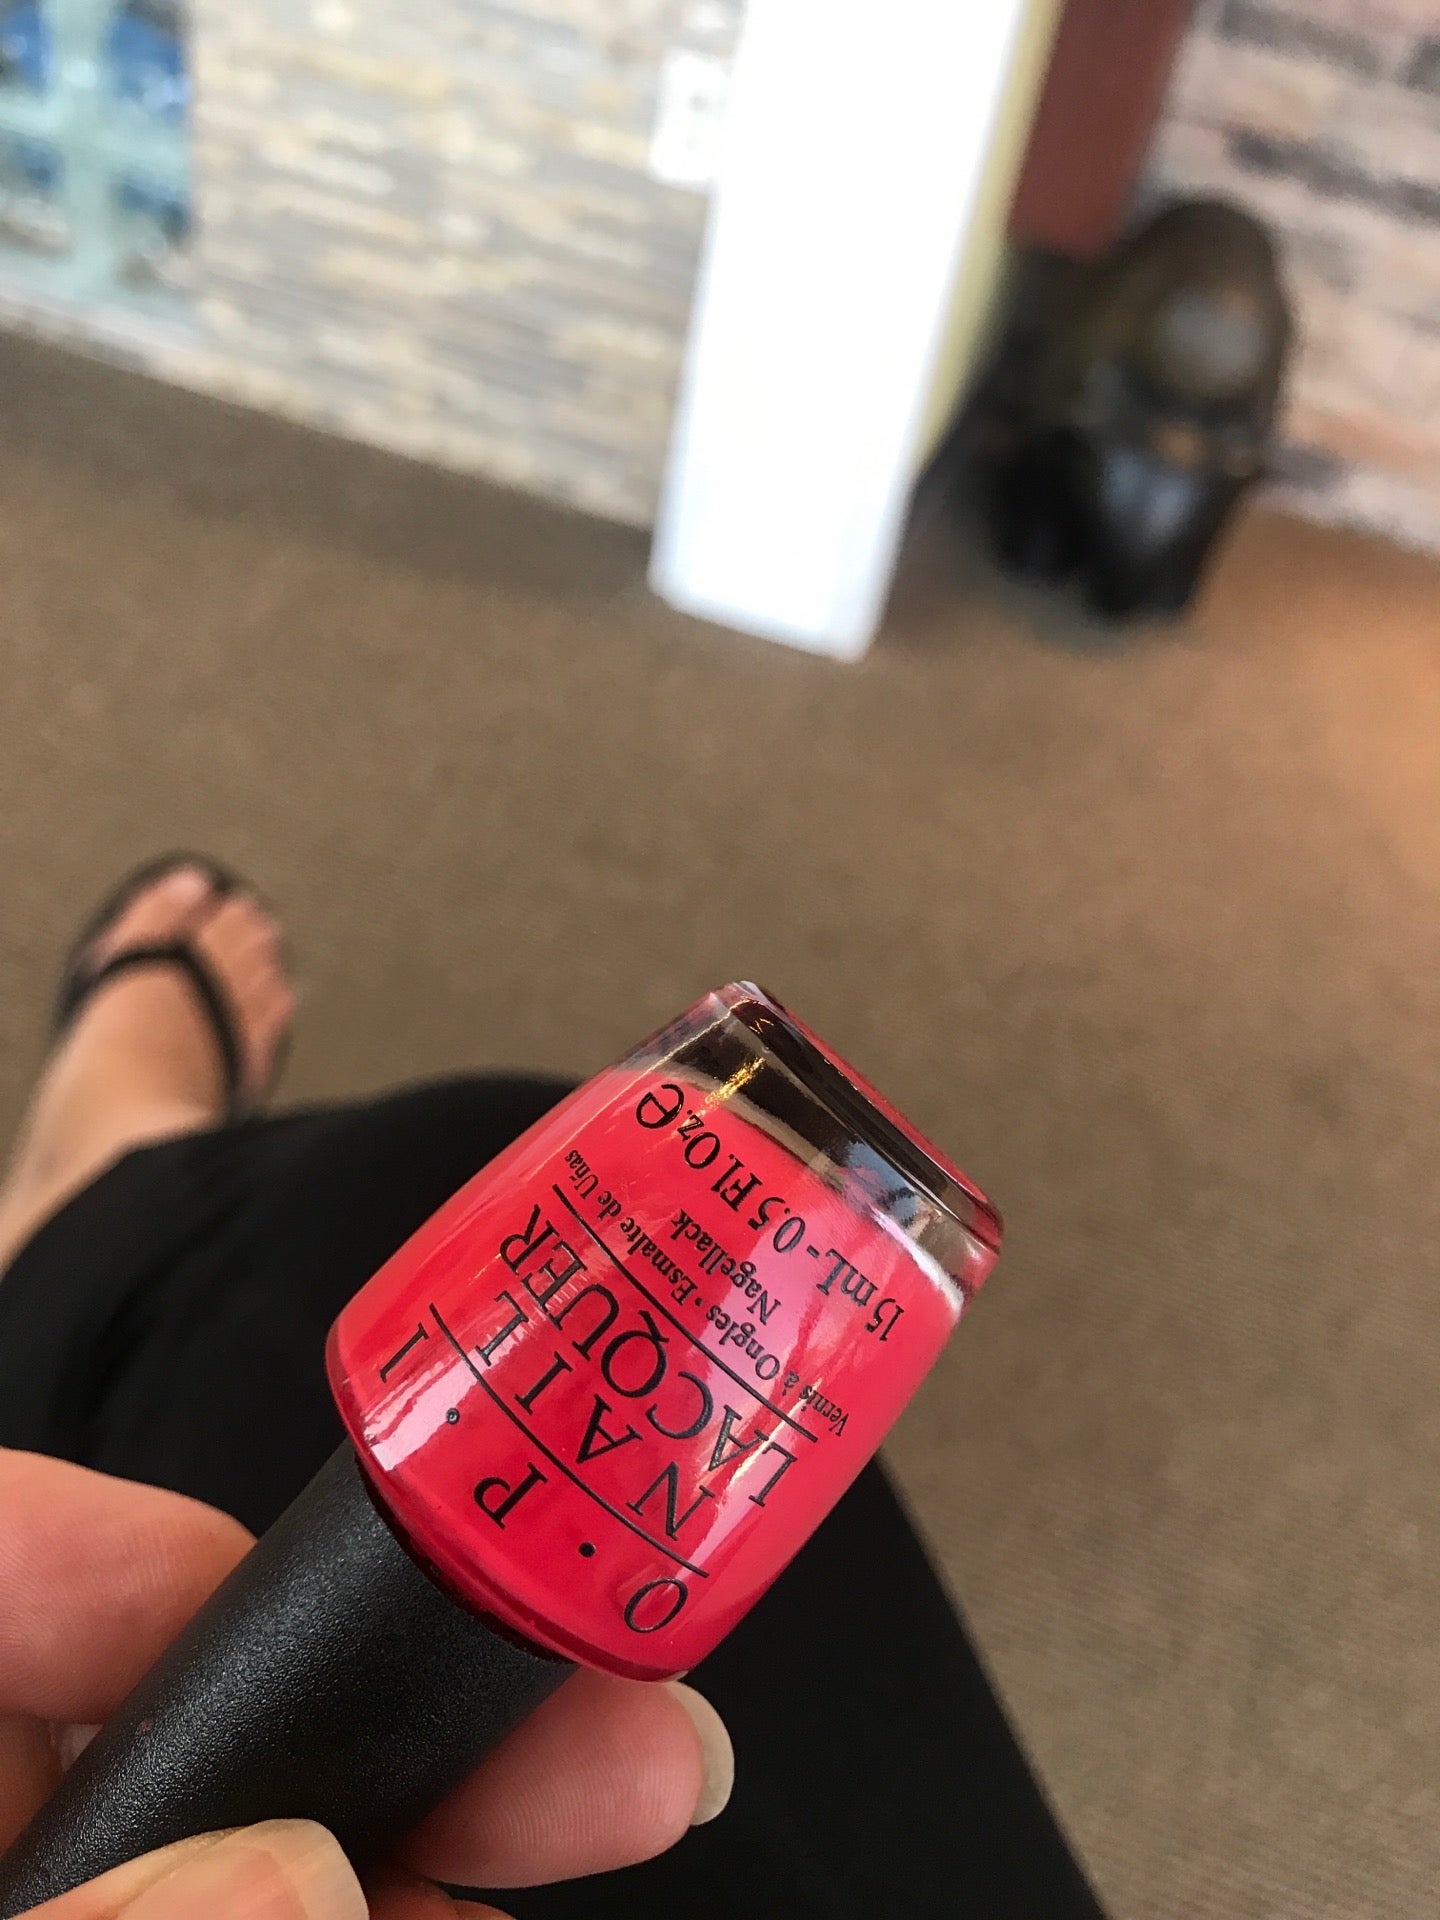 O•P•I
NAIL
LACQUER
Vernis à Ongles • Esmalte de Uñas
Nagellack
15 mL - 0.5 Fl. Oz. ℮